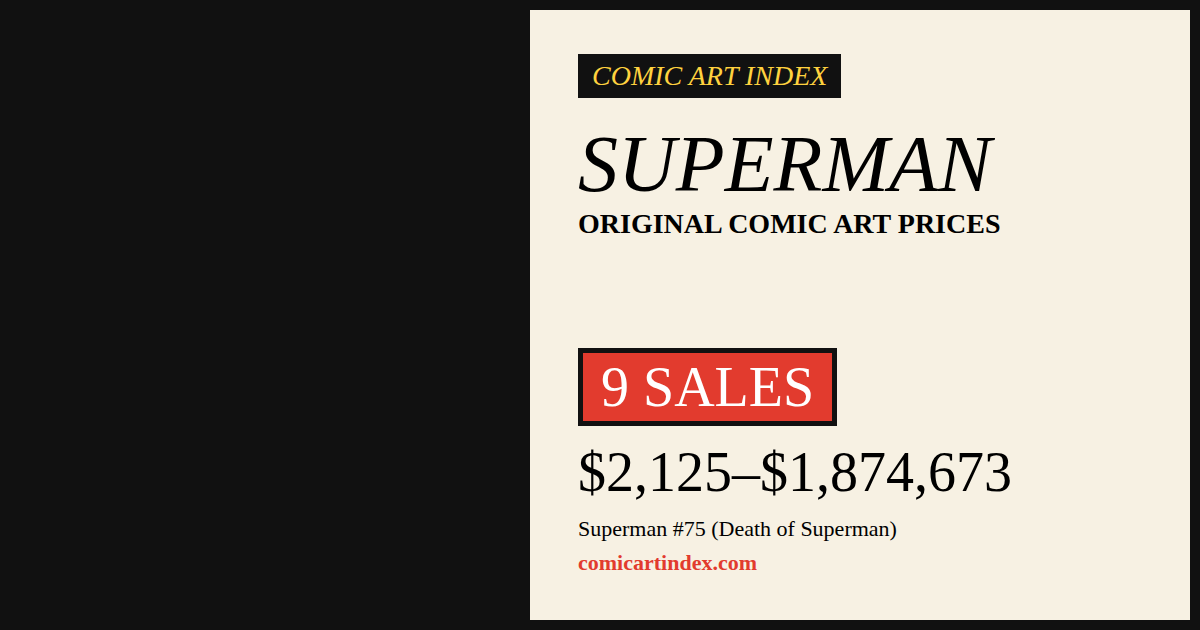 COMIC ART INDEX
SUPERMAN
ORIGINAL COMIC ART PRICES
9 SALES
$2,125–$1,874,673
Superman #75 (Death of Superman)
comicartindex.com